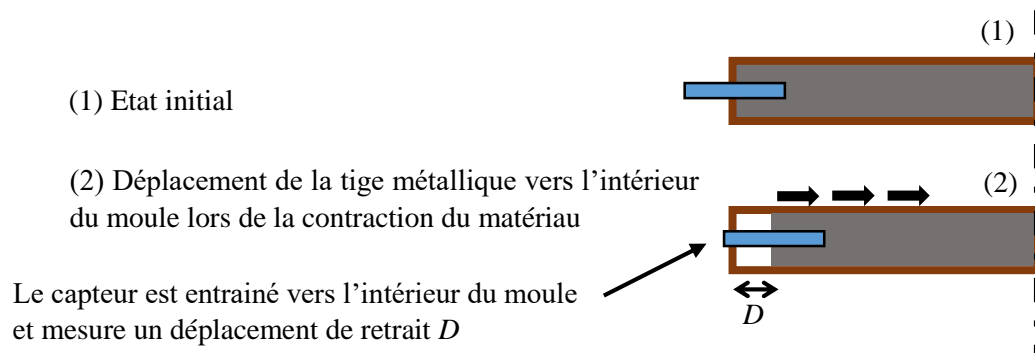 (1)
(1) Etat initial
(2) Déplacement de la tige métallique vers l’intérieur
du moule lors de la contraction du matériau
(2)
Le capteur est entrainé vers l’intérieur du moule
et mesure un déplacement de retrait D
D